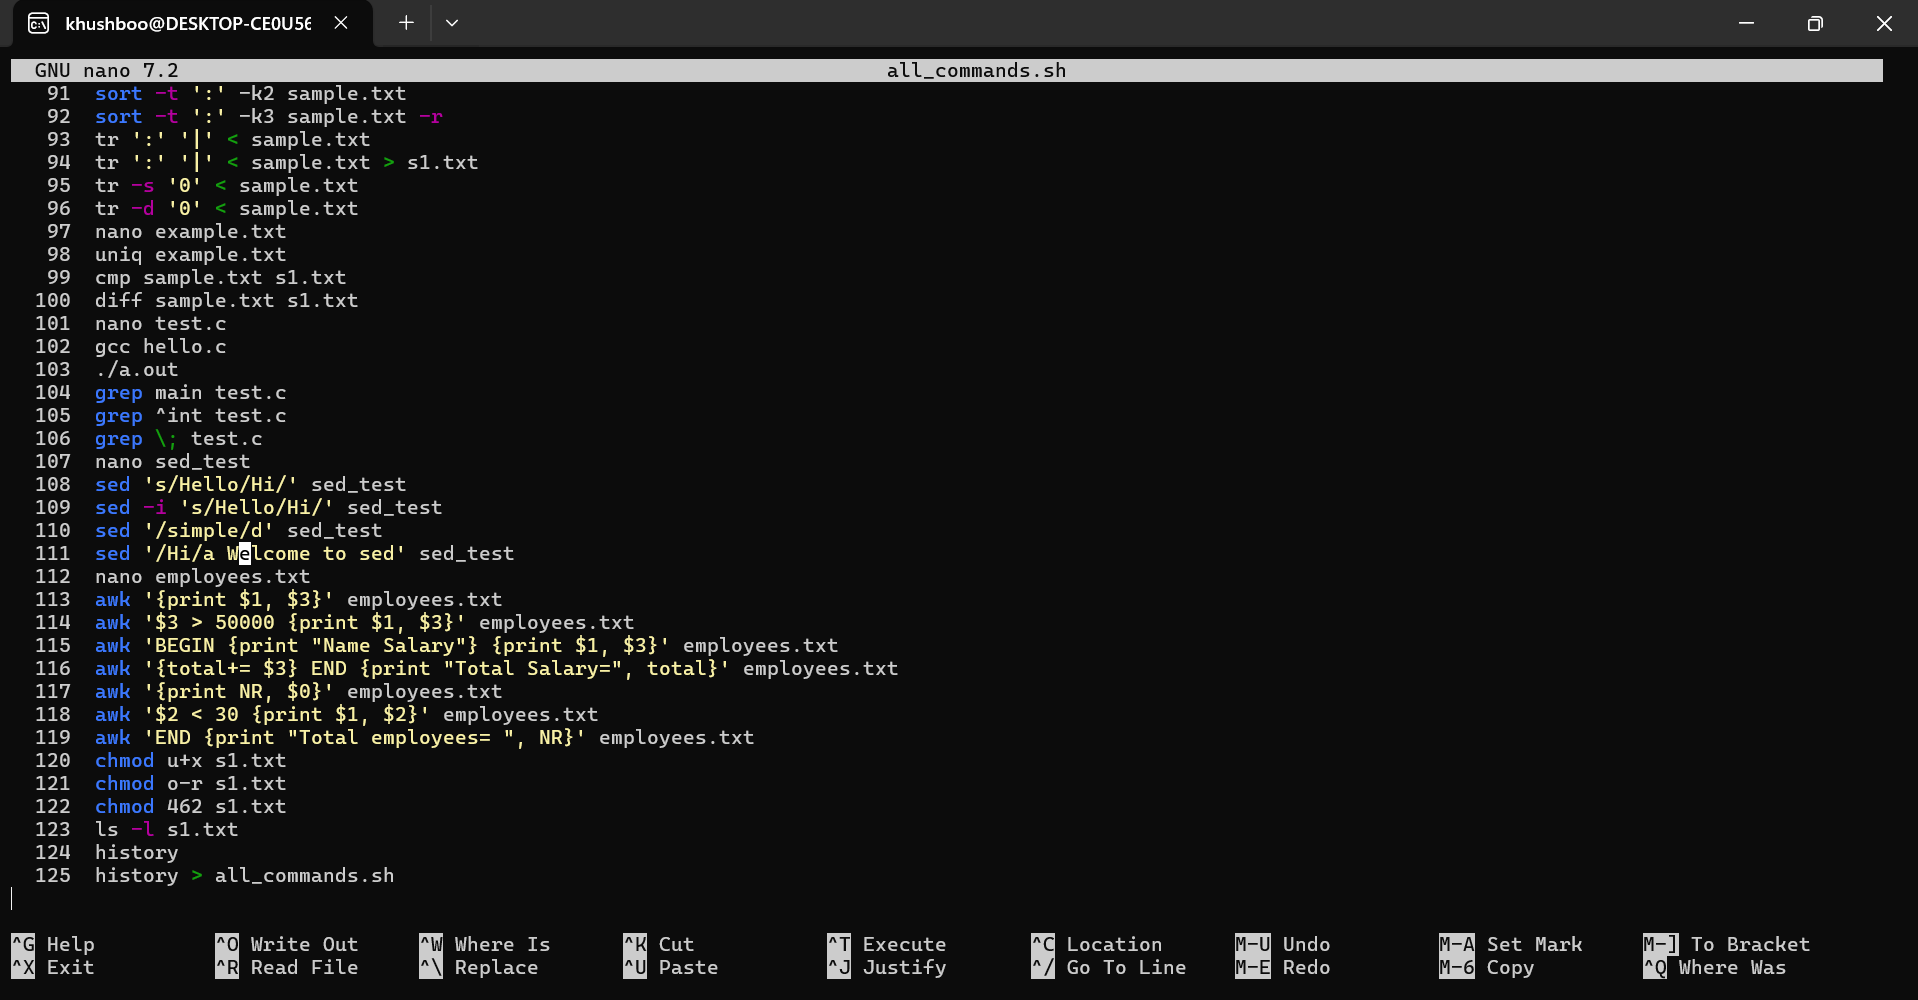 khushboo@DESKTOP-CE0U56
GNU nano 7.2 all_commands.sh
91 sort -t ':' -k2 sample.txt
92 sort -t ':' -k3 sample.txt -r
93 tr ':' '|' < sample.txt
94 tr ':' '|' < sample.txt > s1.txt
95 tr -s '0' < sample.txt
96 tr -d '0' < sample.txt
97 nano example.txt
98 uniq example.txt
99 cmp sample.txt s1.txt
100 diff sample.txt s1.txt
101 nano test.c
102 gcc hello.c
103 ./a.out
104 grep main test.c
105 grep ^int test.c
106 grep \; test.c
107 nano sed_test
108 sed 's/Hello/Hi/' sed_test
109 sed -i 's/Hello/Hi/' sed_test
110 sed '/simple/d' sed_test
111 sed '/Hi/a Welcome to sed' sed_test
112 nano employees.txt
113 awk '{print $1, $3}' employees.txt
114 awk '$3 > 50000 {print $1, $3}' employees.txt
115 awk 'BEGIN {print "Name Salary"} {print $1, $3}' employees.txt
116 awk '{total+= $3} END {print "Total Salary=", total}' employees.txt
117 awk '{print NR, $0}' employees.txt
118 awk '$2 < 30 {print $1, $2}' employees.txt
119 awk 'END {print "Total employees= ", NR}' employees.txt
120 chmod u+x s1.txt
121 chmod o-r s1.txt
122 chmod 462 s1.txt
123 ls -l s1.txt
124 history
125 history > all_commands.sh
^G Help ^O Write Out ^W Where Is ^K Cut ^T Execute ^C Location M-U Undo M-A Set Mark M-] To Bracket
^X Exit ^R Read File ^\ Replace ^U Paste ^J Justify ^/ Go To Line M-E Redo M-6 Copy ^Q Where Was